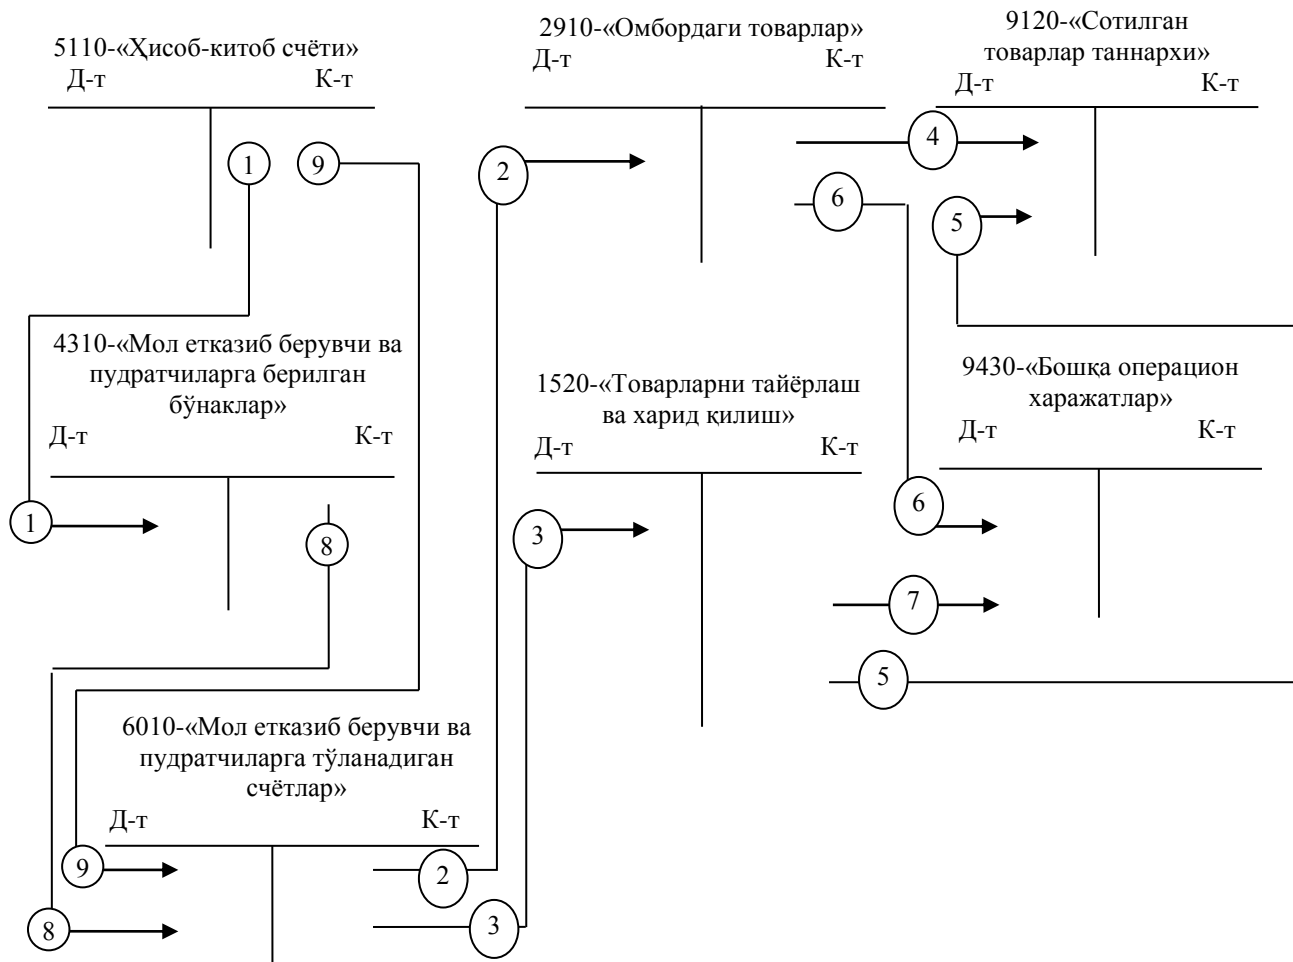 5110-«Ҳисоб-китоб счёти»
Д-т К-т
1 9
2910-«Омбордаги товарлар»
Д-т К-т
2
4
6
9120-«Сотилган
товарлар таннархи»
Д-т К-т
5
4310-«Мол етказиб берувчи ва
пудратчиларга берилган
бўнаклар»
Д-т К-т
1
8
1520-«Товарларни тайёрлаш
ва харид қилиш»
Д-т К-т
3
9430-«Бошқа операцион
харажатлар»
Д-т К-т
6
7
5
6010-«Мол етказиб берувчи ва
пудратчиларга тўланадиган
счётлар»
Д-т К-т
9 2
8 3